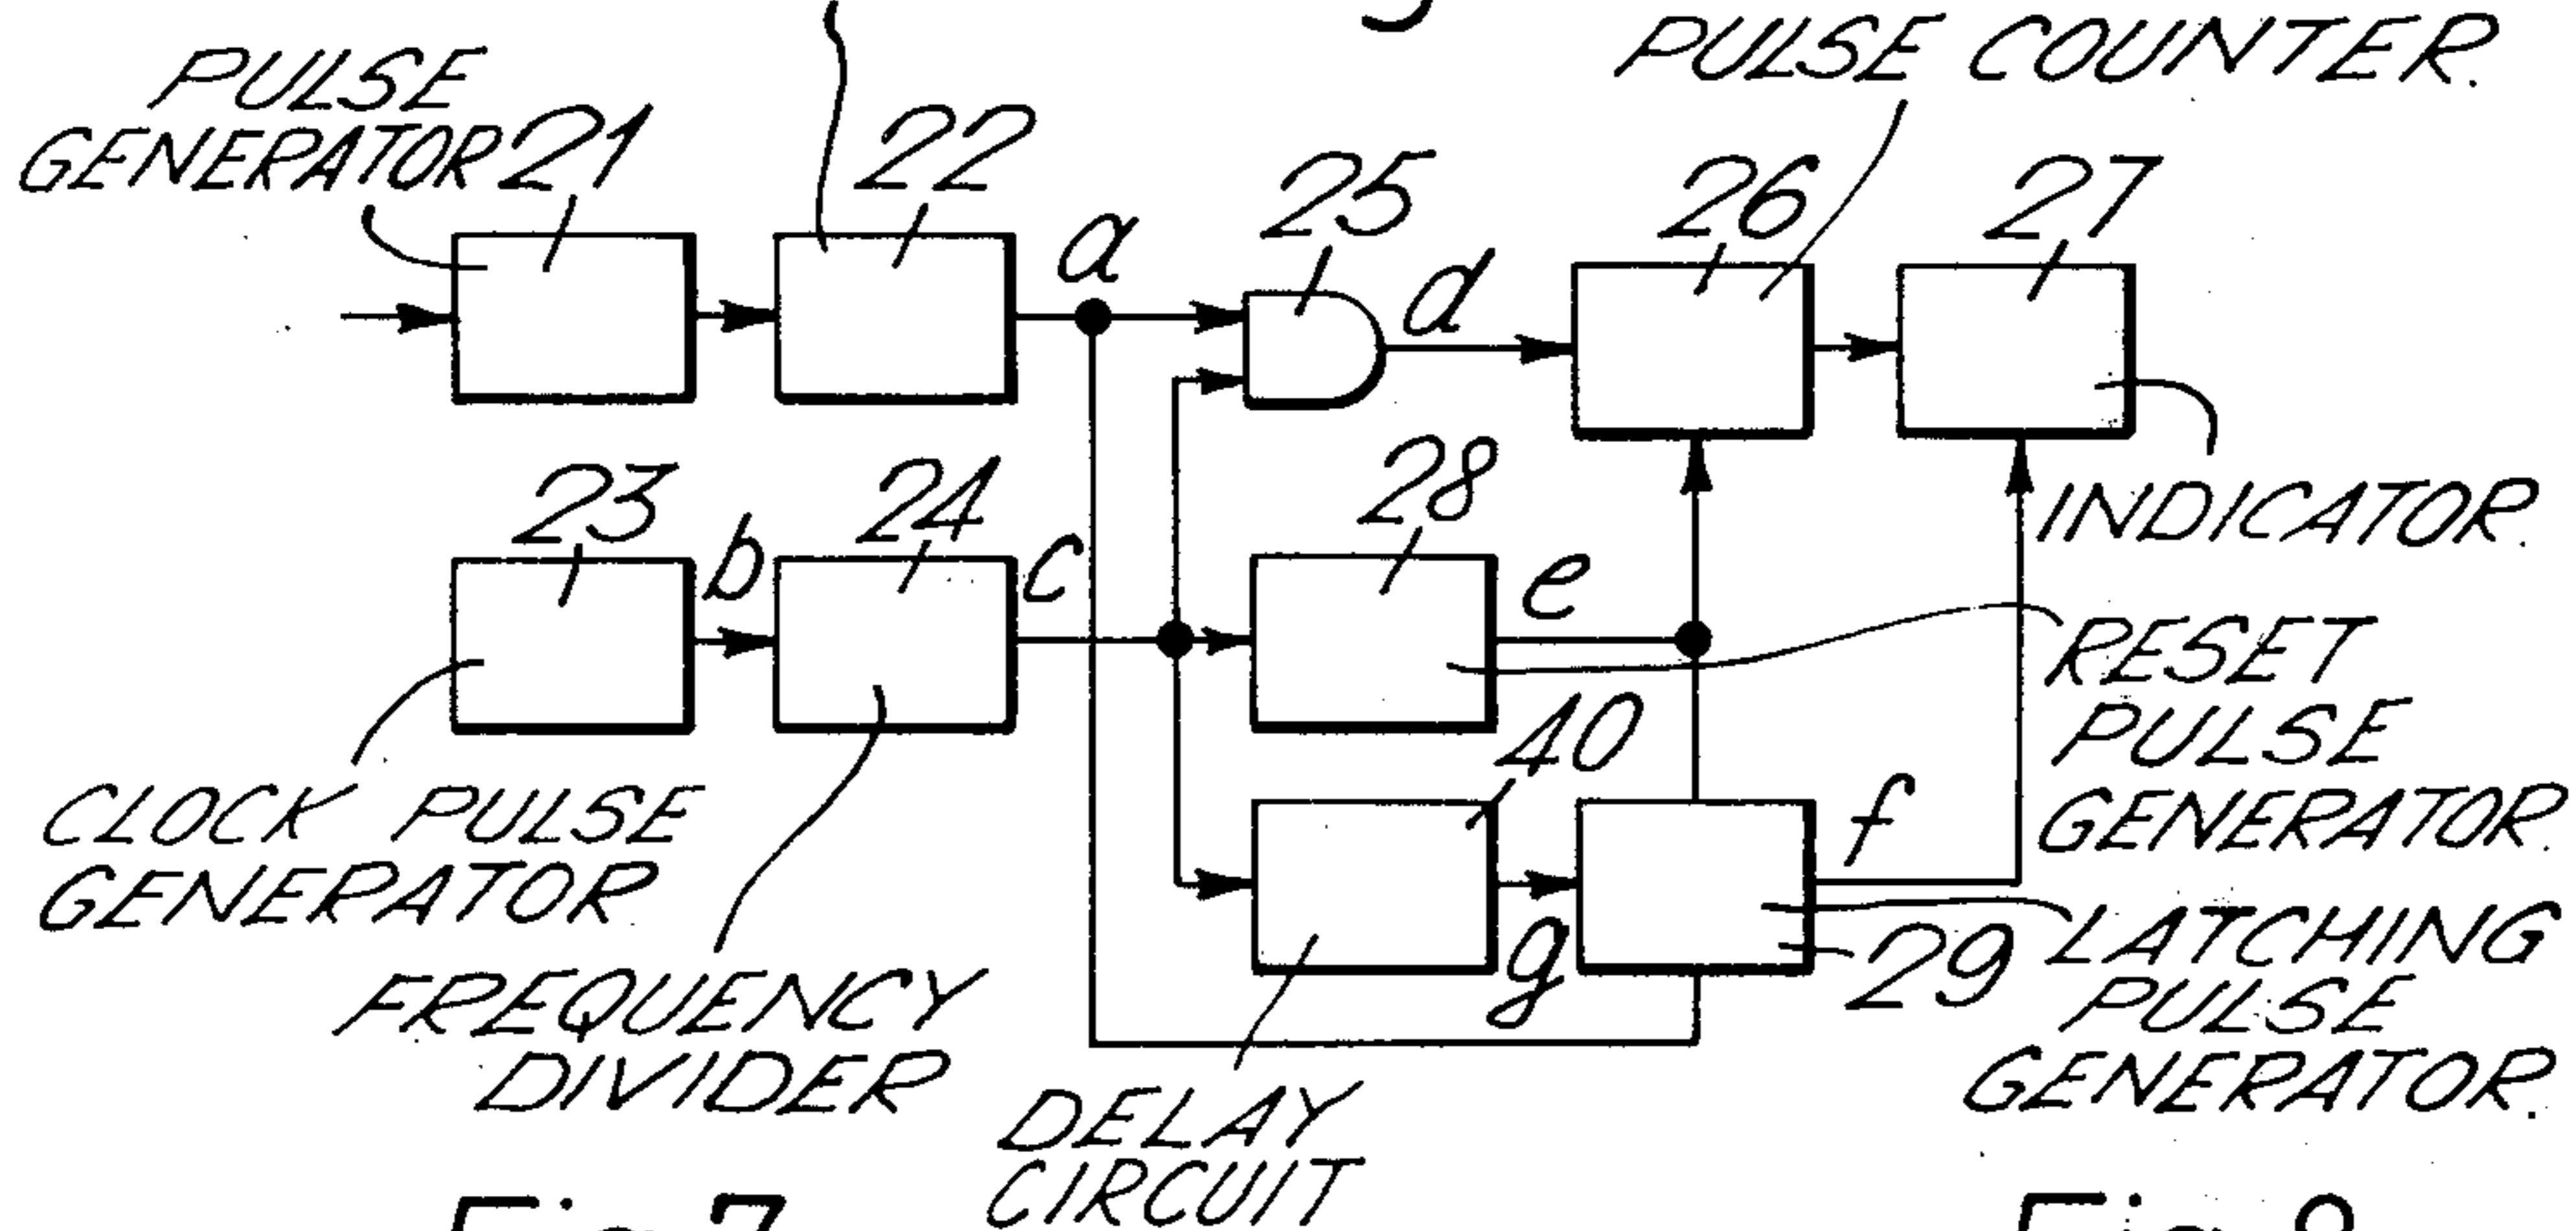 PULSE COUNTER.
PULSE
GENERATOR
21
22
a
25
d
26
27
23
b
24
c
28
e
INDICATOR.
RESET
PULSE
GENERATOR.
40
f
CLOCK PULSE
GENERATOR
g
29
LATCHING
PULSE
GENERATOR.
FREQUENCY
DIVIDER
DELAY
CIRCUIT